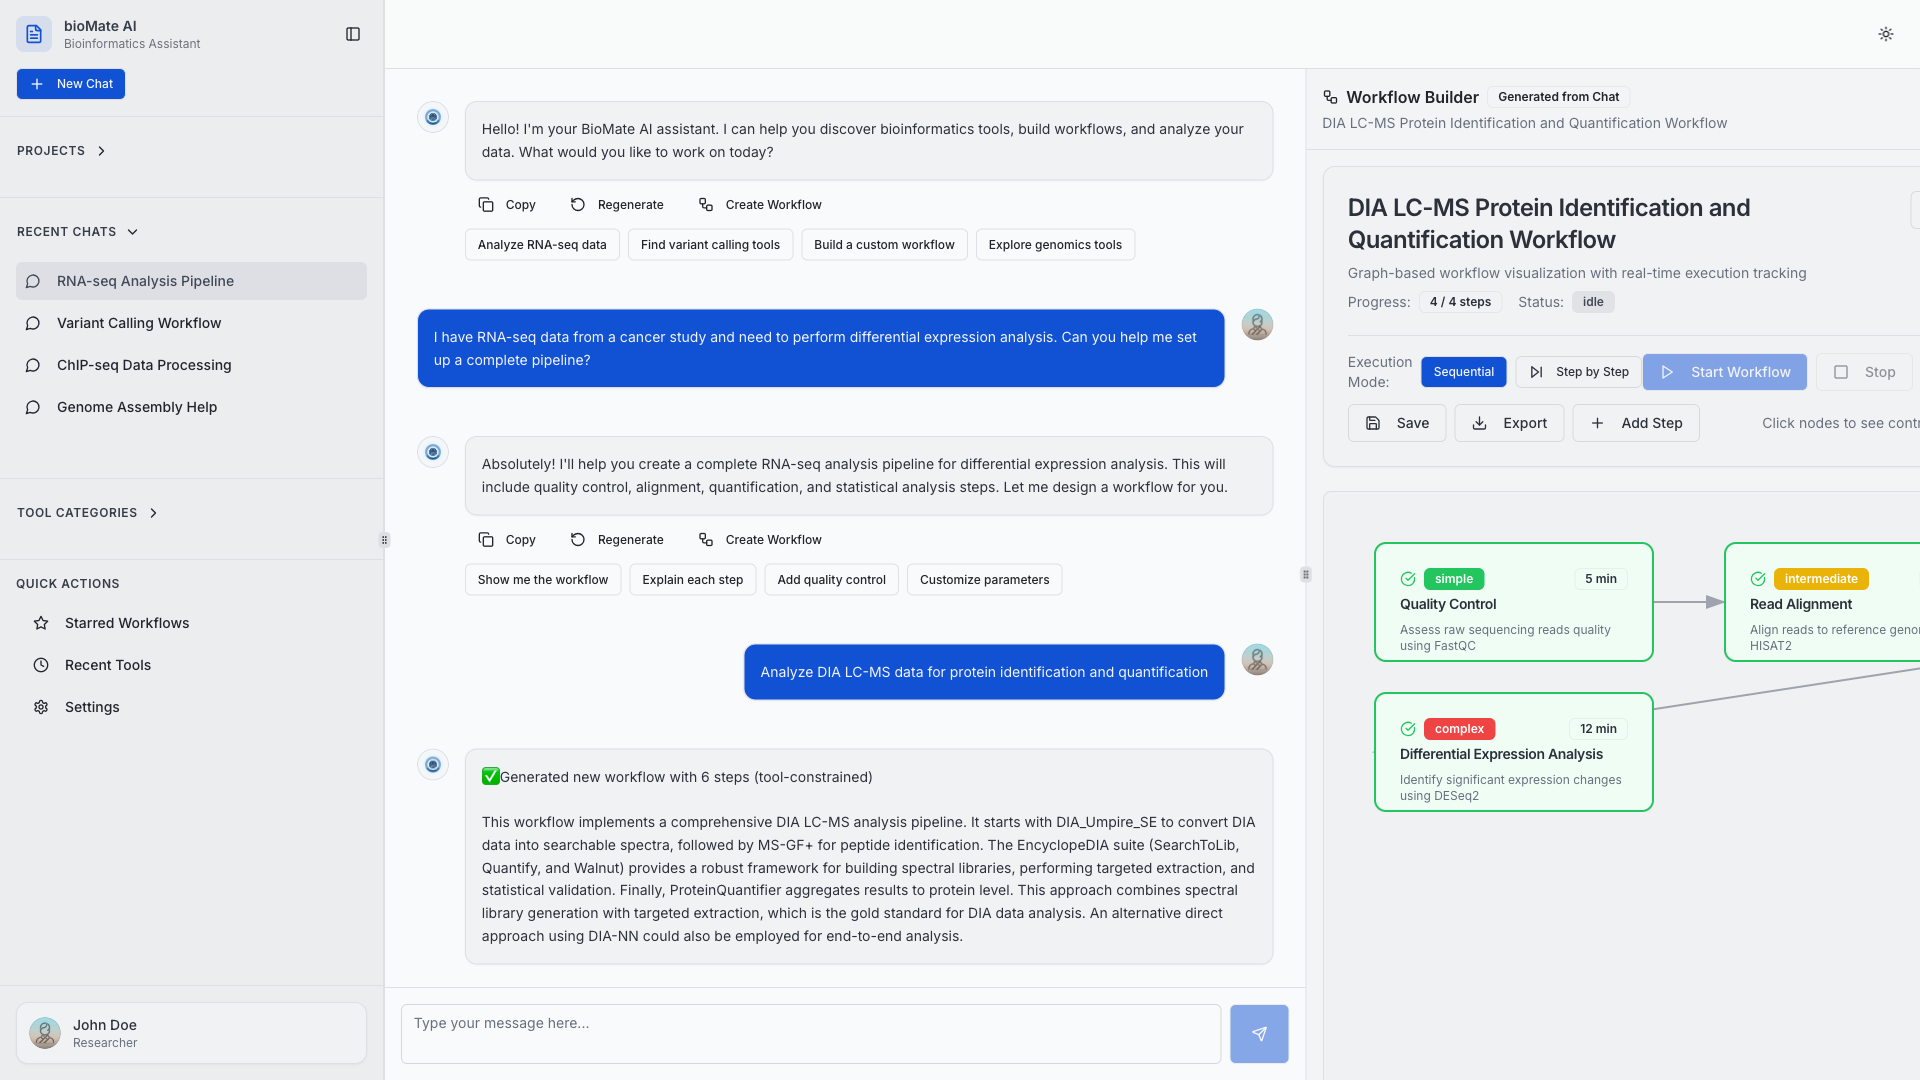 bioMate AI
Bioinformatics Assistant
New Chat
PROJECTS
RECENT CHATS
RNA-seq Analysis Pipeline
Variant Calling Workflow
ChIP-seq Data Processing
Genome Assembly Help
TOOL CATEGORIES
QUICK ACTIONS
Starred Workflows
Recent Tools
Settings
John Doe
Researcher
Hello! I'm your BioMate AI assistant. I can help you discover bioinformatics tools, build workflows, and analyze your
data. What would you like to work on today?
Copy Regenerate Create Workflow
Analyze RNA-seq data Find variant calling tools Build a custom workflow Explore genomics tools
I have RNA-seq data from a cancer study and need to perform differential expression analysis. Can you help me set
up a complete pipeline?
Absolutely! I'll help you create a complete RNA-seq analysis pipeline for differential expression analysis. This will
include quality control, alignment, quantification, and statistical analysis steps. Let me design a workflow for you.
Copy Regenerate Create Workflow
Show me the workflow Explain each step Add quality control Customize parameters
Analyze DIA LC-MS data for protein identification and quantification
✅Generated new workflow with 6 steps (tool-constrained)
This workflow implements a comprehensive DIA LC-MS analysis pipeline. It starts with DIA_Umpire_SE to convert DIA
data into searchable spectra, followed by MS-GF+ for peptide identification. The EncyclopeDIA suite (SearchToLib,
Quantify, and Walnut) provides a robust framework for building spectral libraries, performing targeted extraction, and
statistical validation. Finally, ProteinQuantifier aggregates results to protein level. This approach combines spectral
library generation with targeted extraction, which is the gold standard for DIA data analysis. An alternative direct
approach using DIA-NN could also be employed for end-to-end analysis.
Type your message here...
Workflow Builder Generated from Chat
DIA LC-MS Protein Identification and Quantification Workflow
DIA LC-MS Protein Identification and
Quantification Workflow
Graph-based workflow visualization with real-time execution tracking
Progress: 4 / 4 steps Status: idle
Execution
Mode:
Sequential Step by Step Start Workflow Stop
Save Export Add Step Click nodes to see
simple 5 min
Quality Control
Assess raw sequencing reads quality
using FastQC
intermediate
Read Alignment
Align reads to reference
HISAT2
complex 12 min
Differential Expression Analysis
Identify significant expression changes
using DESeq2